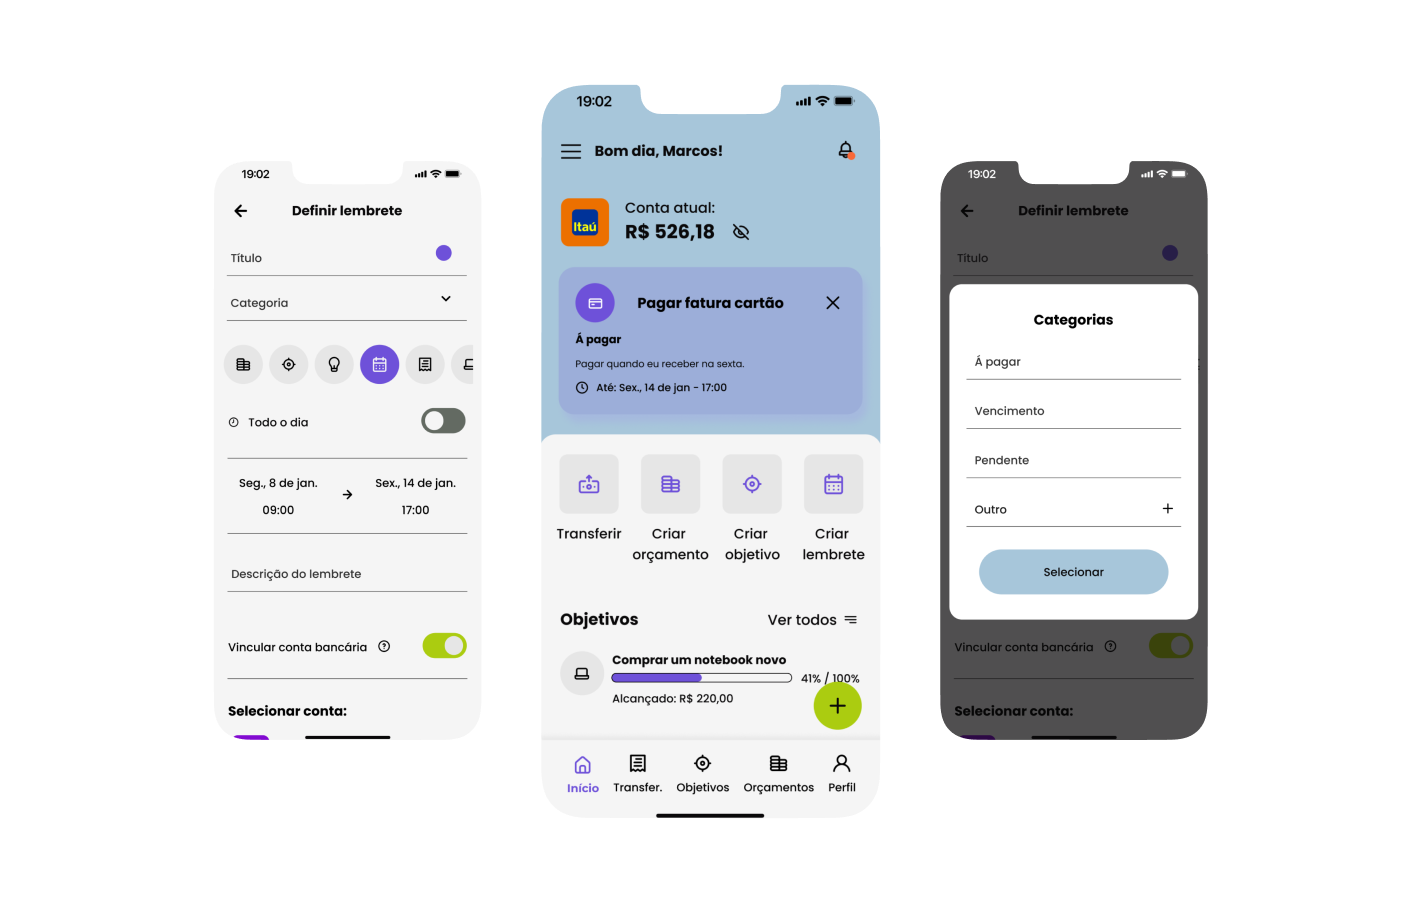 19:02
Definir lembrete
Título
Categoria
Todo o dia
Seg., 8 de jan.
09:00
Sex., 14 de jan.
17:00
Descrição do lembrete
Vincular conta bancária
Selecionar conta:
19:02
Bom dia, Marcos!
Itaú
Conta atual:
R$ 526,18
Pagar fatura cartão
Á pagar
Pagar quando eu receber na sexta.
Até: Sex., 14 de jan - 17:00
Transferir
Criar
orçamento
Criar
objetivo
Criar
lembrete
Objetivos
Ver todos
Comprar um notebook novo
41% / 100%
Alcançado: R$ 220,00
Início
Transfer.
Objetivos
Orçamentos
Perfil
19:02
Definir lembrete
Título
Categorias
Á pagar
Vencimento
Pendente
Outro
Selecionar
Vincular conta bancária
Selecionar conta: